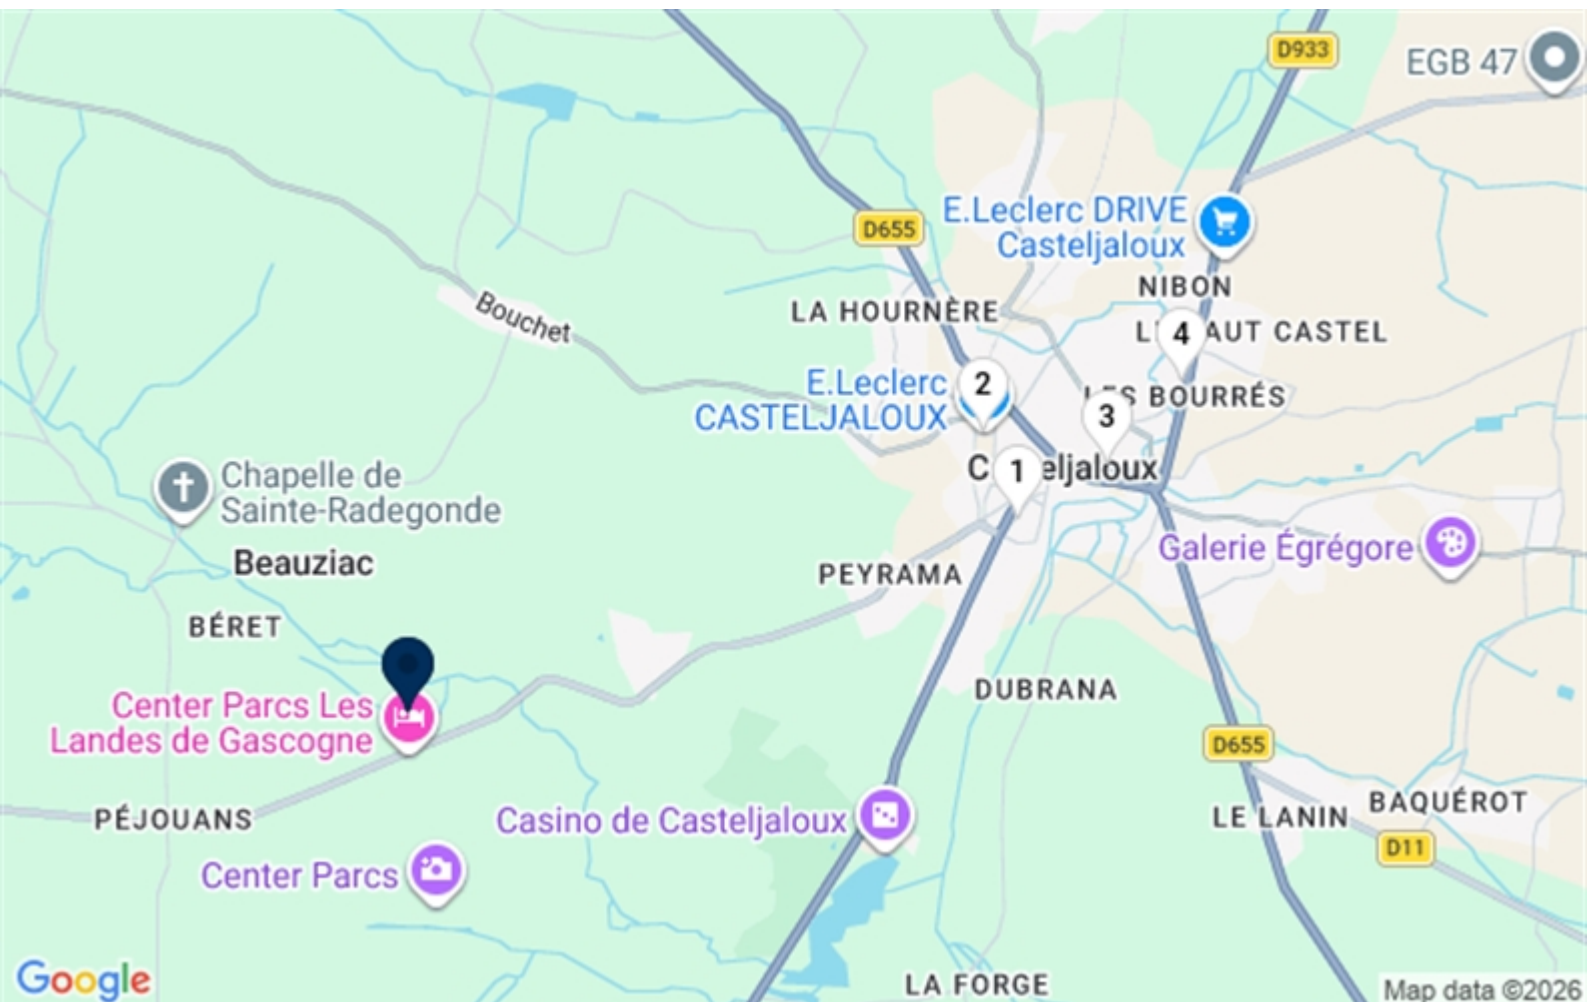 D933
EGB 47
E.Leclerc DRIVE
Casteljaloux
D655
NIBON
LA HOURNÈRE
4
AUT CASTEL
Bouchet
E.Leclerc
CASTELJALOUX
2
BOURRÉS
3
1
eljaloux
Chapelle de
Sainte-Radegonde
Galerie Égrégore
Beauziac
PEYRAMA
BÉRET
DUBRANA
Center Parcs Les
Landes de Gascogne
D655
PÉJOUANS
Casino de Casteljaloux
LE LANIN
BAQUÉROT
D11
Center Parcs
Google
LA FORGE
Map data ©2026